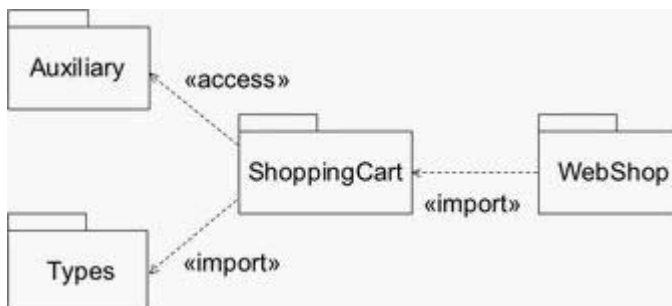 Auxiliary
«access»
ShoppingCart
WebShop
«import»
Types
«import»